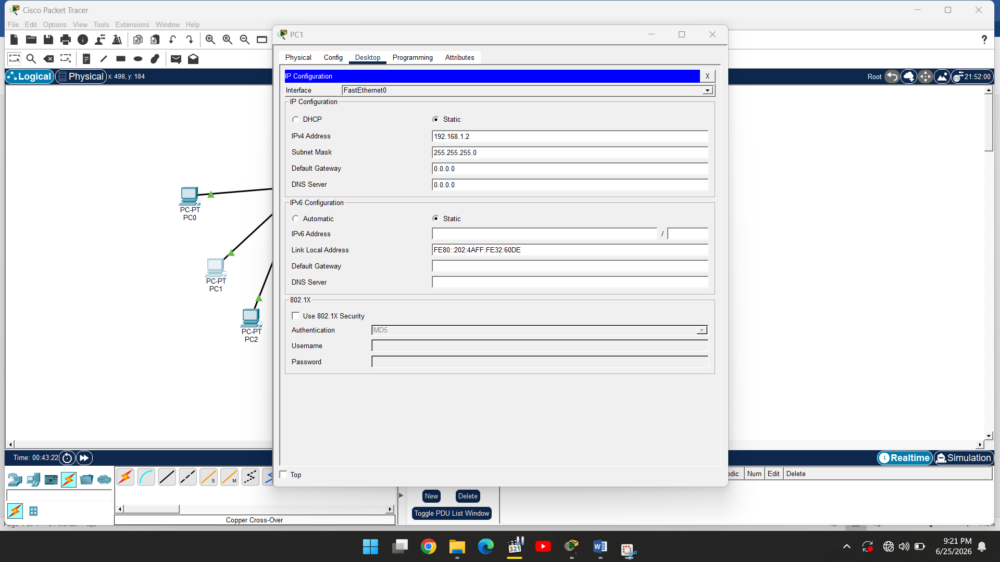 Cisco Packet Tracer
File Edit Options View Tools Extensions Window Help
?
Logical Physical x: 498, y: 184
Root 21:52:00
PC-PT
PC0
PC-PT
PC1
PC-PT
PC2
PC1
Physical Config Desktop Programming Attributes
IP Configuration X
Interface FastEthernet0
IP Configuration
DHCP Static
IPv4 Address 192.168.1.2
Subnet Mask 255.255.255.0
Default Gateway 0.0.0.0
DNS Server 0.0.0.0
IPv6 Configuration
Automatic Static
IPv6 Address /
Link Local Address FE80::202:4AFF:FE32:60DE
Default Gateway
DNS Server
802.1X
Use 802.1X Security
Authentication MD5
Username
Password
Top
Time: 00:43:22
Realtime Simulation
S M
odic Num Edit Delete
New Delete
Toggle PDU List Window
Copper Cross-Over
321
9:21 PM
6/25/2026